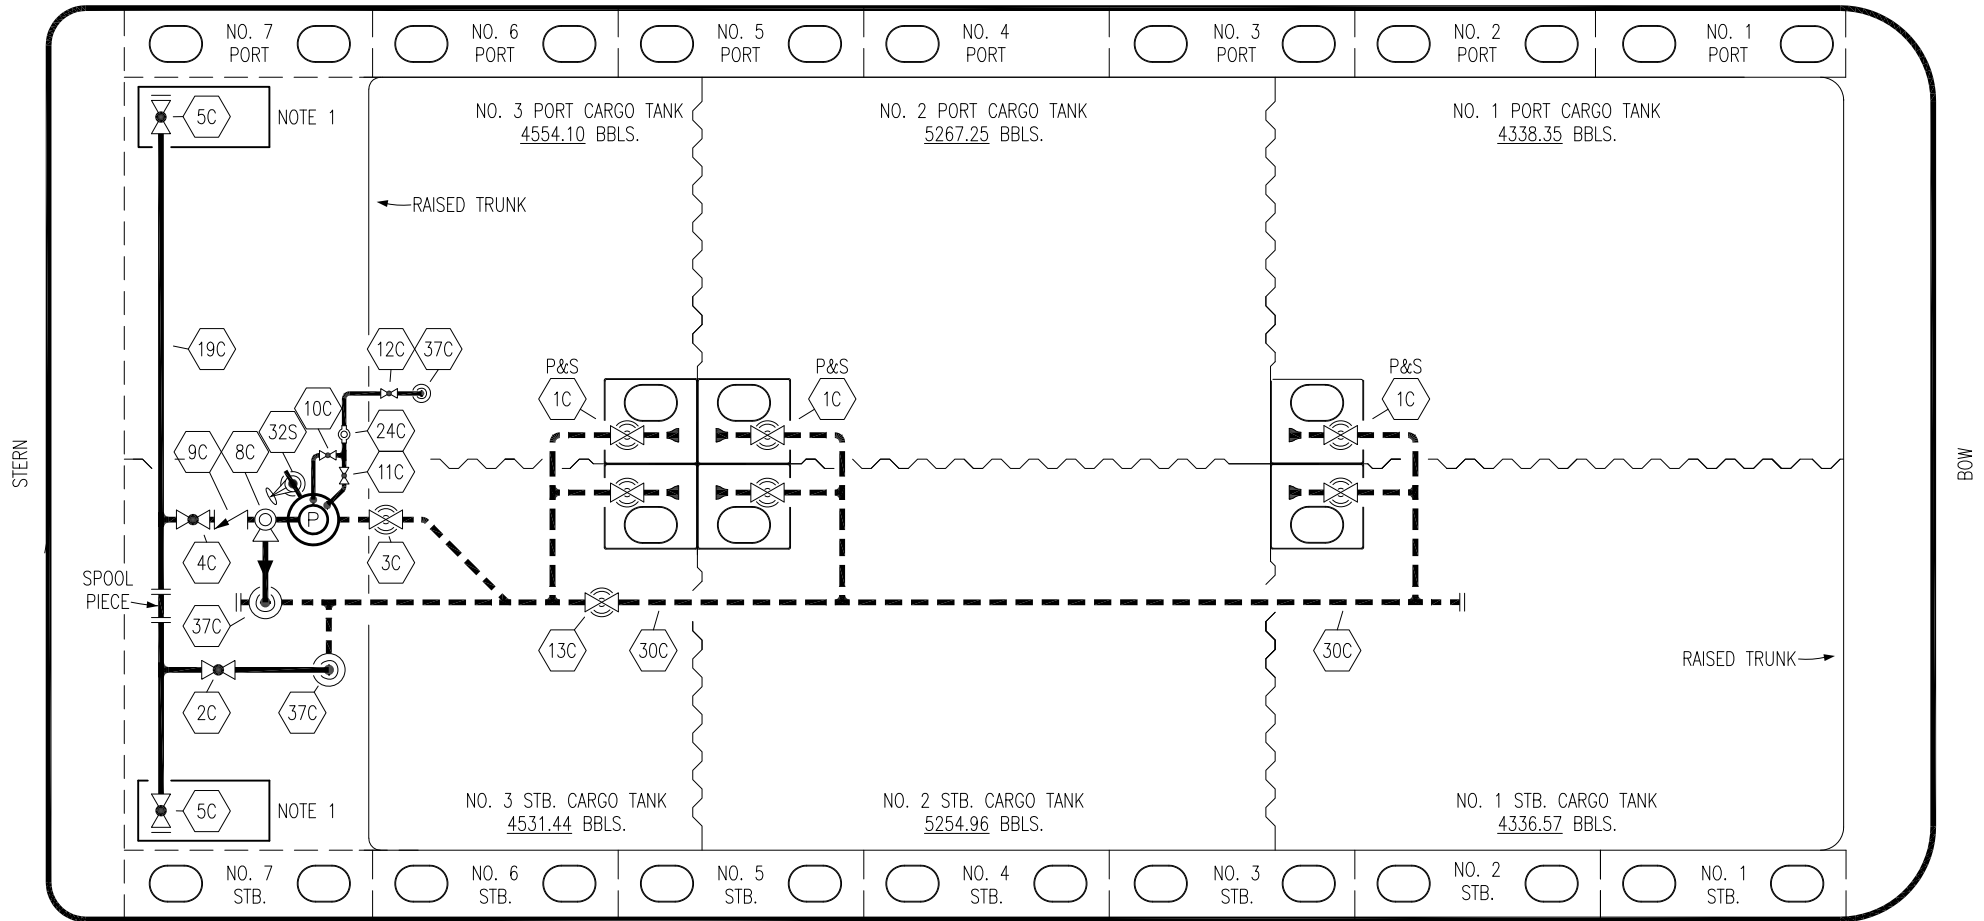 NO. 7
PORT
NO. 6
PORT
NO. 5
PORT
NO. 4
PORT
NO. 3
PORT
NO. 2
PORT
NO. 1
PORT
5C
NOTE 1
NO. 3 PORT CARGO TANK
4554.10 BBLS.
NO. 2 PORT CARGO TANK
5267.25 BBLS.
NO. 1 PORT CARGO TANK
4338.35 BBLS.
RAISED TRUNK
19C
12C
37C
P&S
1C
P&S
1C
P&S
1C
10C
32S
24C
9C
8C
11C
STERN
BOW
P
4C
3C
SPOOL
PIECE
37C
13C
30C
30C
RAISED TRUNK
2C
37C
5C
NOTE 1
NO. 3 STB. CARGO TANK
4531.44 BBLS.
NO. 2 STB. CARGO TANK
5254.96 BBLS.
NO. 1 STB. CARGO TANK
4336.57 BBLS.
NO. 7
STB.
NO. 6
STB.
NO. 5
STB.
NO. 4
STB.
NO. 3
STB.
NO. 2
STB.
NO. 1
STB.